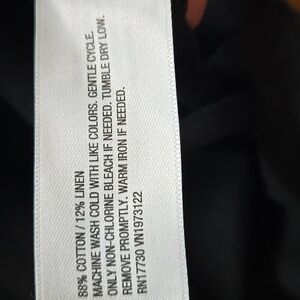 88% COTTON / 12% LINEN
MACHINE WASH COLD WITH LIKE COLORS. GENTLE CYCLE.
ONLY NON-CHLORINE BLEACH IF NEEDED. TUMBLE DRY LOW.
REMOVE PROMPTLY. WARM IRON IF NEEDED.
RN17730 VN1973122